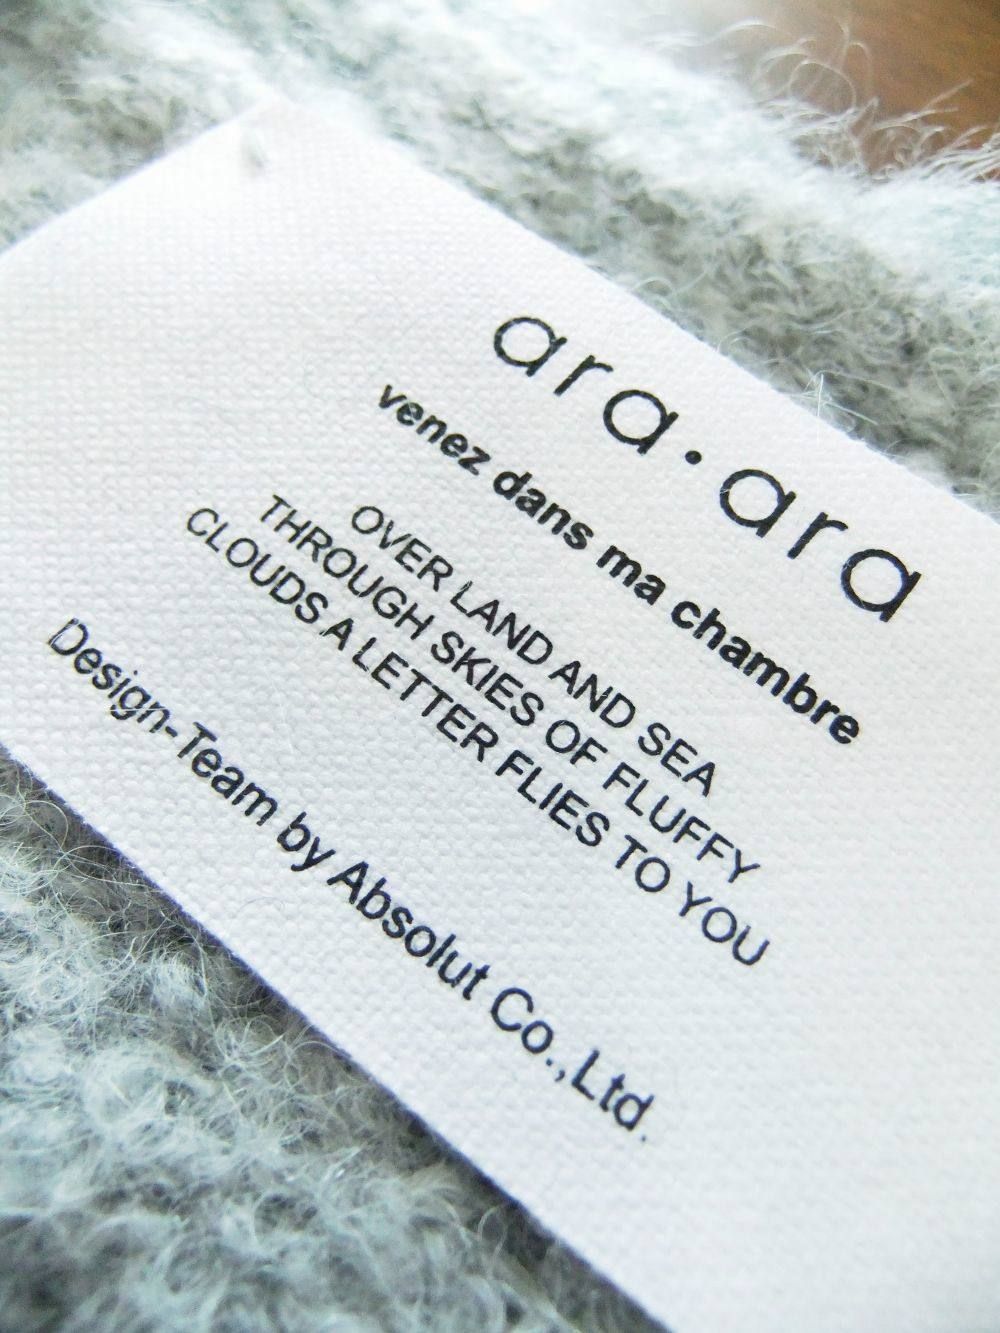 ara·ara
venez dans ma chambre
OVER LAND AND SEA
THROUGH SKIES OF FLUFFY
CLOUDS A LETTER FLIES TO YOU
Design-Team by Absolut Co.,Ltd.